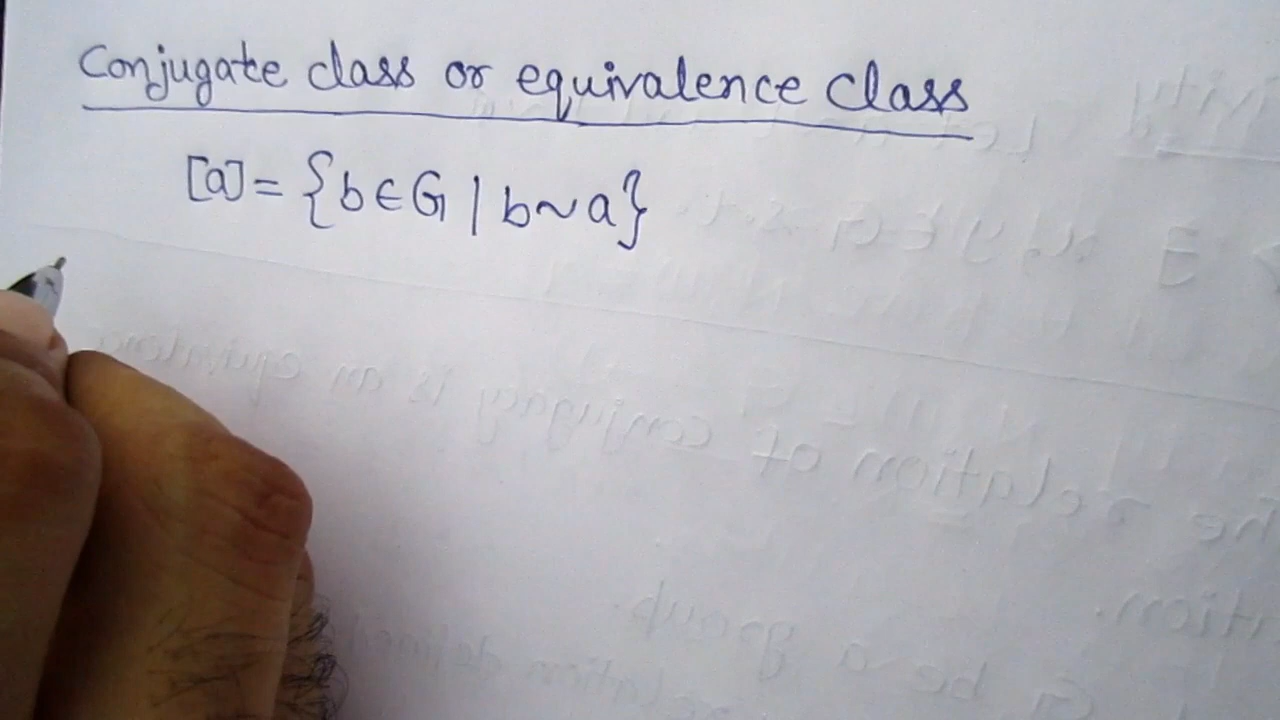 Conjugate class or equivalence class
[a] = {b∈G | b~a}